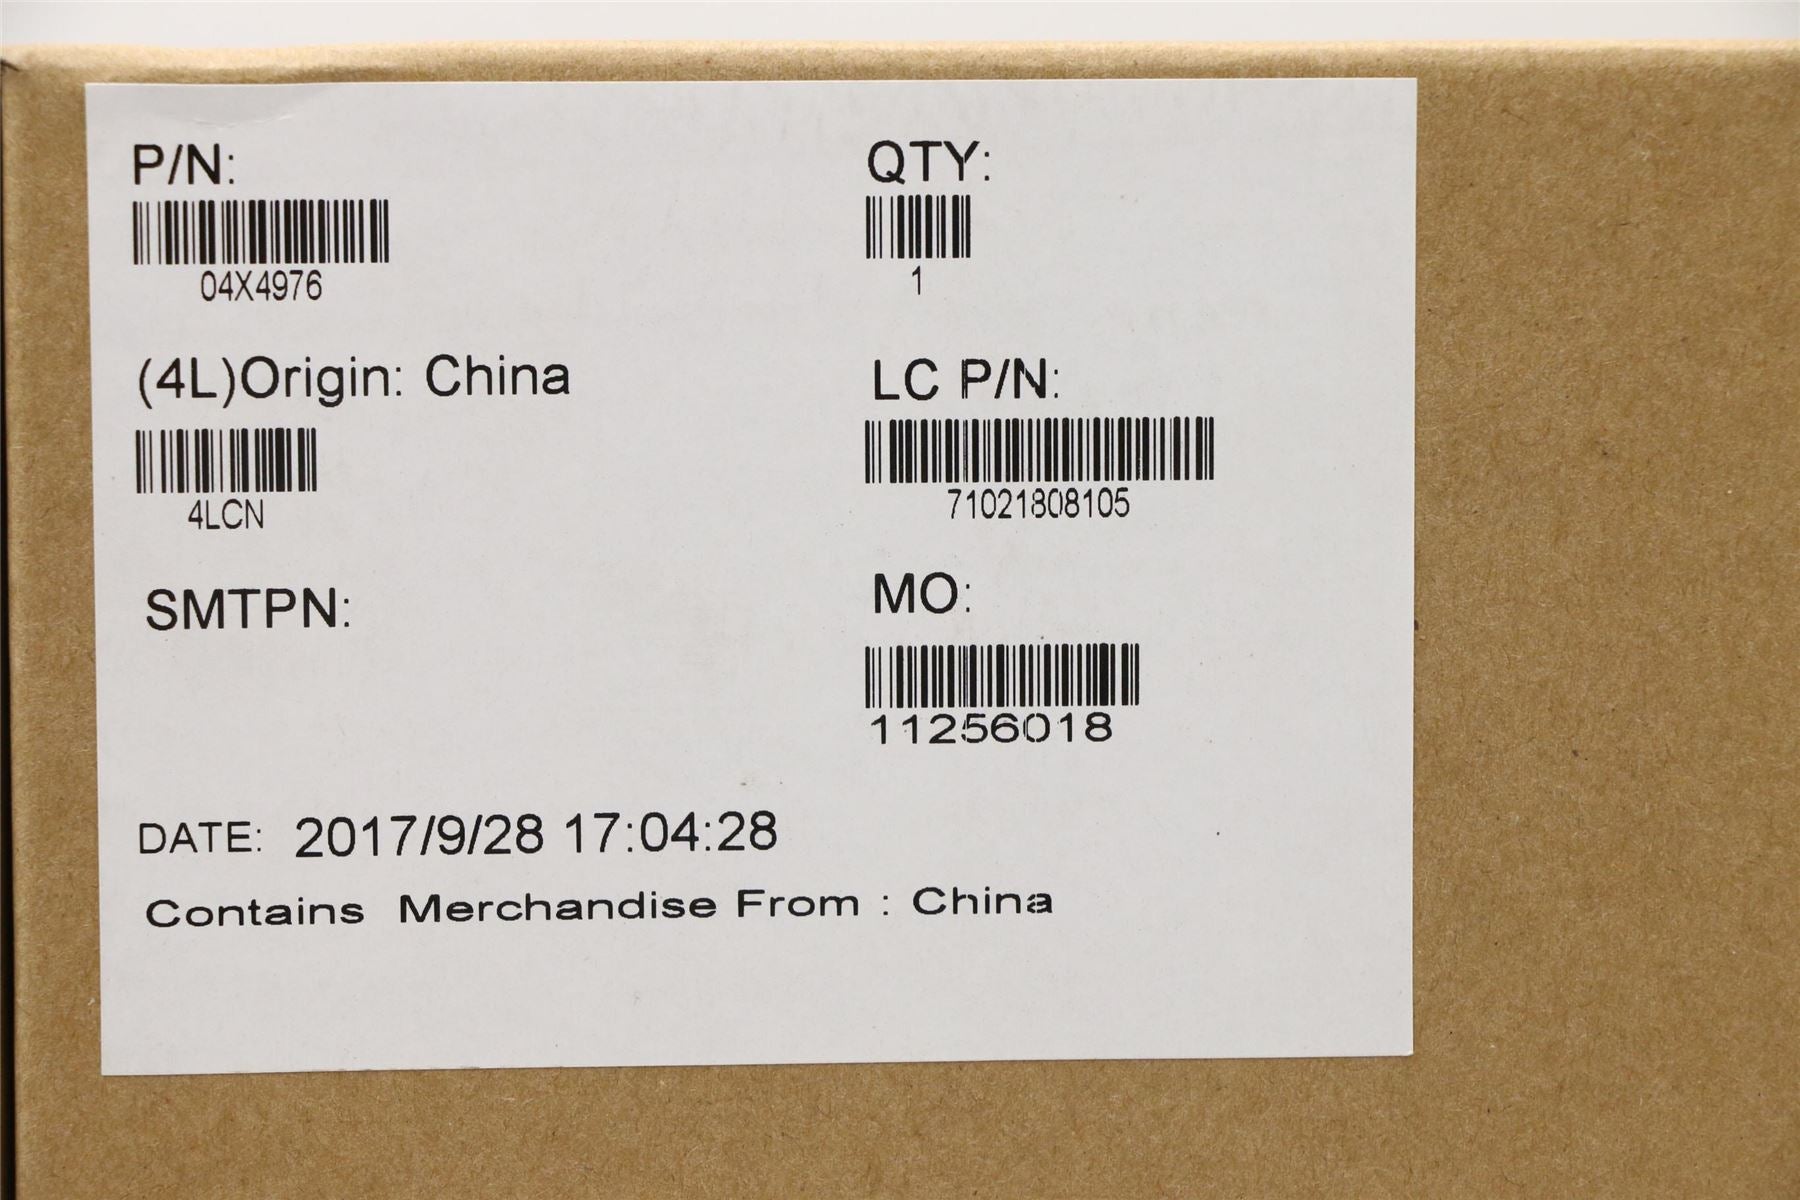 P/N:
04X4976
QTY:
1
(4L)Origin: China
4LCN
LC P/N:
71021808105
SMTPN:
MO:
11256018
DATE: 2017/9/28 17:04:28
Contains Merchandise From : China